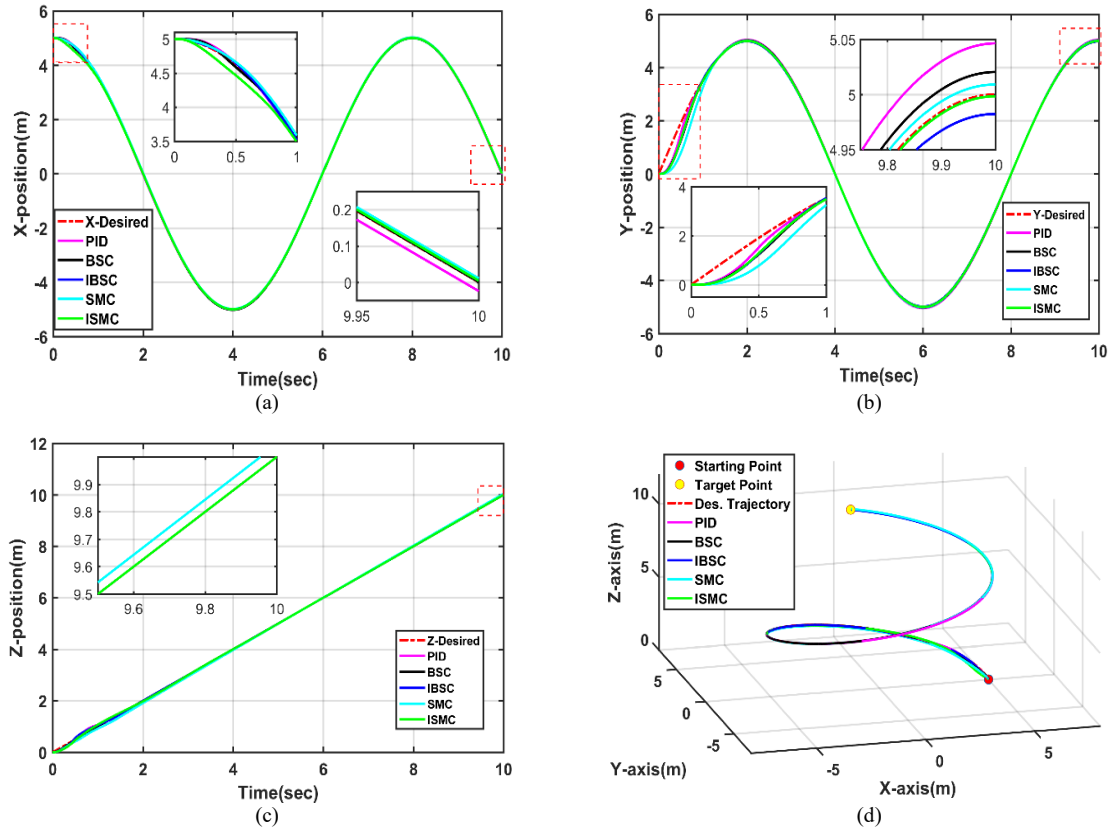 6
4
2
0
-2
-4
-6
X-position(m)
5
4.5
4
3.5
0
0.5
1
0.2
0.1
0
9.95
10
X-Desired
PID
BSC
IBSC
SMC
ISMC
0
2
4
6
8
10
Time(sec)
(a)
6
4
2
0
-2
-4
-6
Y-position(m)
5.05
5
4.95
9.8
9.9
10
4
2
0
0
0.5
1
Y-Desired
PID
BSC
IBSC
SMC
ISMC
0
2
4
6
8
10
Time(sec)
(b)
12
10
8
6
4
2
0
Z-position(m)
9.9
9.8
9.7
9.6
9.5
9.6
9.8
10
Z-Desired
PID
BSC
IBSC
SMC
ISMC
0
2
4
6
8
10
Time(sec)
(c)
Starting Point
Target Point
Des. Trajectory
PID
BSC
IBSC
SMC
ISMC
10
5
0
Z-axis(m)
5
0
-5
Y-axis(m)
-5
0
5
X-axis(m)
(d)